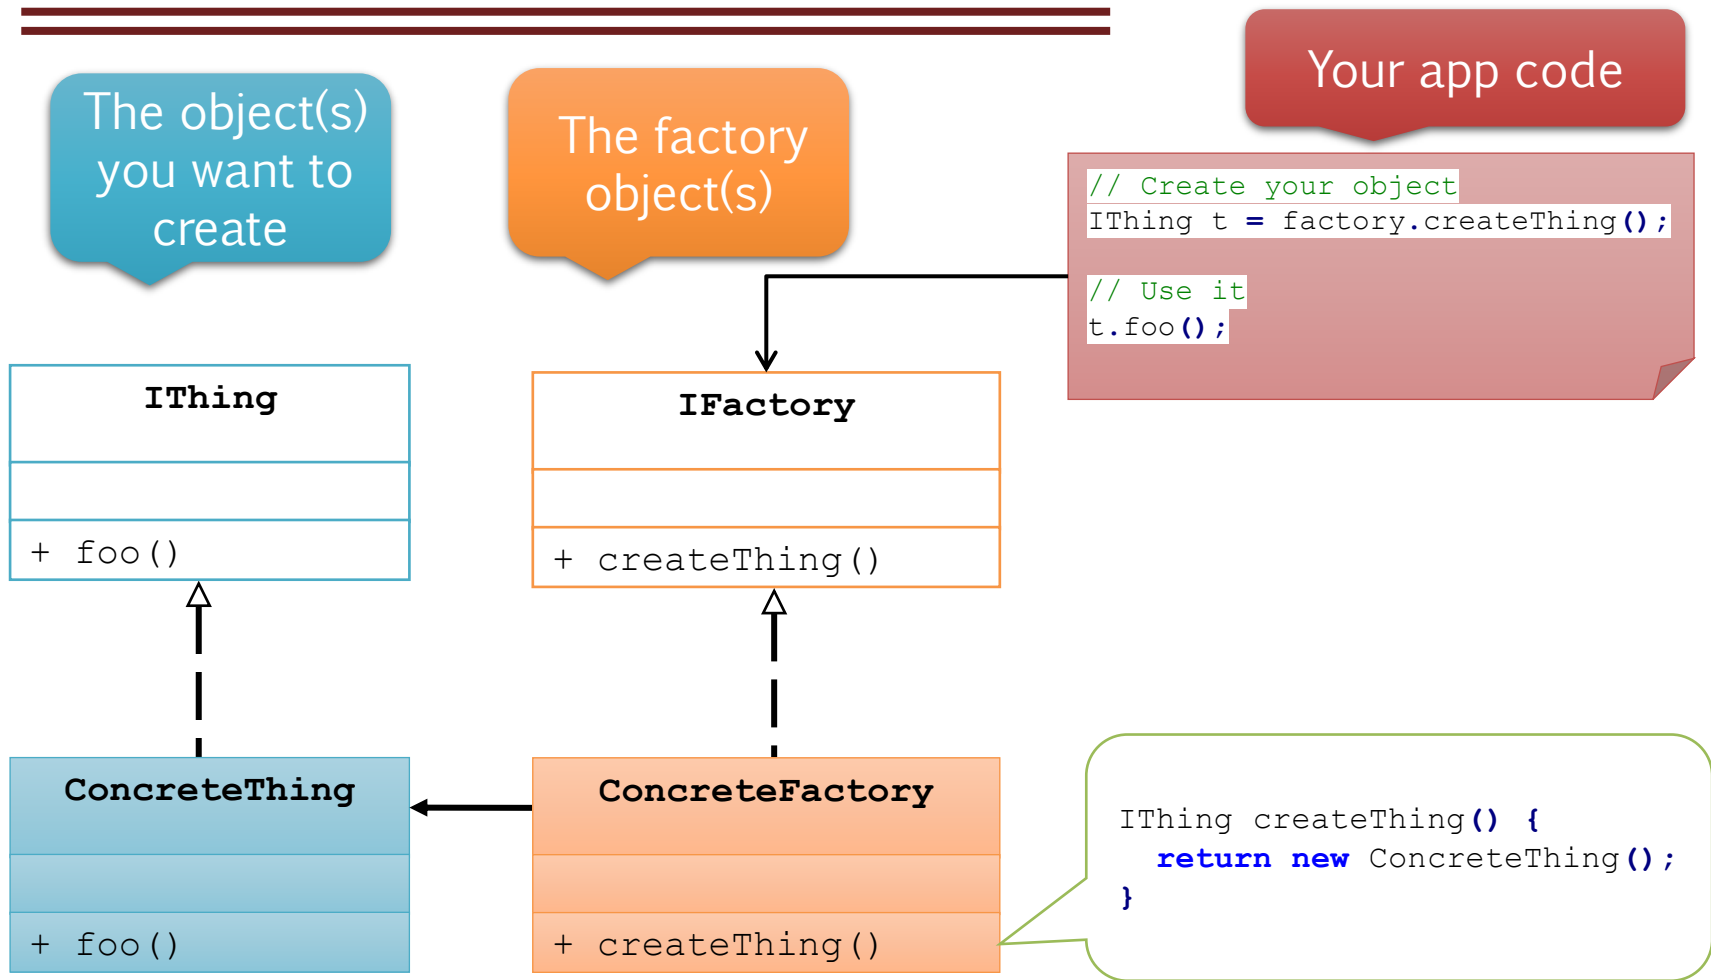 The object(s)
you want to
create
The factory
object(s)
Your app code
// Create your object
IThing t = factory.createThing();
// Use it
t.foo();
IThing
+ foo()
IFactory
+ createThing()
ConcreteThing
+ foo()
ConcreteFactory
+ createThing()
IThing createThing() {
  return new ConcreteThing();
}